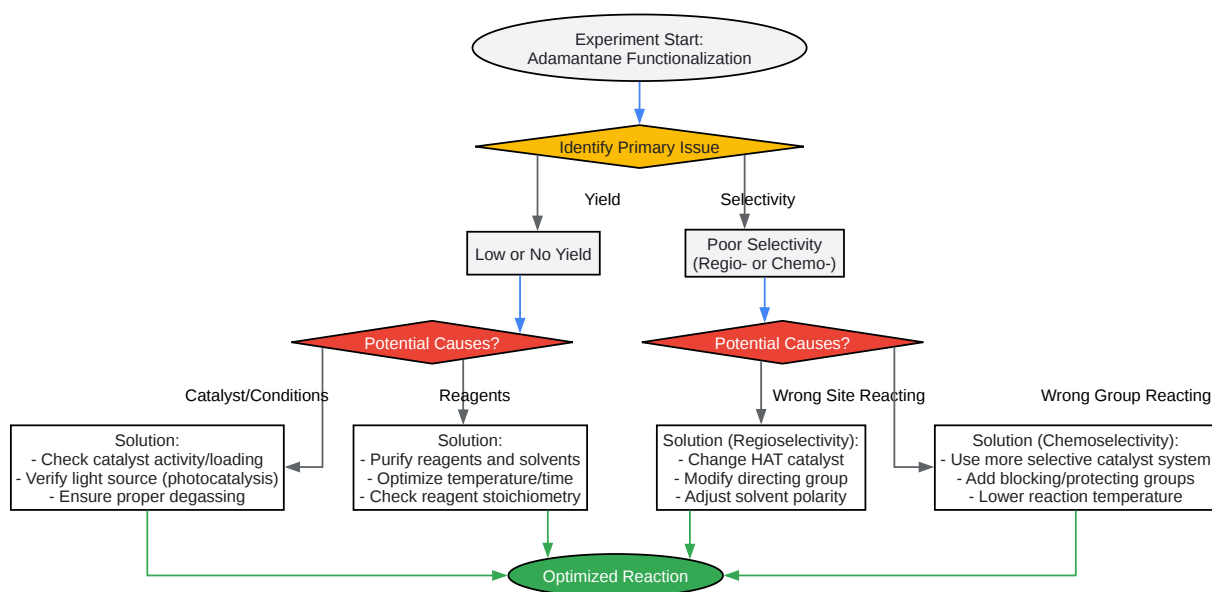 Experiment Start:
Adamantane Functionalization
Identify Primary Issue
Yield
Selectivity
Low or No Yield
Poor Selectivity
(Regio- or Chemo-)
Potential Causes?
Potential Causes?
Catalyst/Conditions
Reagents
Wrong Site Reacting
Wrong Group Reacting
Solution:
- Check catalyst activity/loading
- Verify light source (photocatalysis)
- Ensure proper degassing
Solution:
- Purify reagents and solvents
- Optimize temperature/time
- Check reagent stoichiometry
Solution (Regioselectivity):
- Change HAT catalyst
- Modify directing group
- Adjust solvent polarity
Solution (Chemoselectivity):
- Use more selective catalyst system
- Add blocking/protecting groups
- Lower reaction temperature
Optimized Reaction